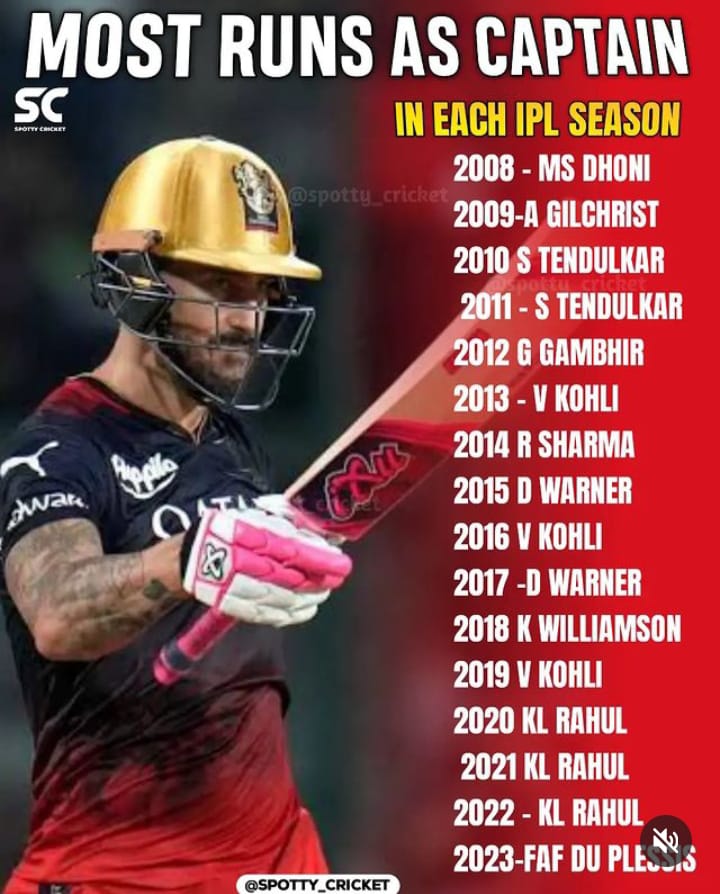 MOST RUNS AS CAPTAIN
SC
SPOTTY CRICKET
IN EACH IPL SEASON
2008 - MS DHONI
@spotty_cricket
2009-A GILCHRIST
2010 S TENDULKAR
@spotty_cricket
2011 - S TENDULKAR
2012 G GAMBHIR
2013 - V KOHLI
2014 R SHARMA
2015 D WARNER
2016 V KOHLI
2017 -D WARNER
2018 K WILLIAMSON
2019 V KOHLI
2020 KL RAHUL
2021 KL RAHUL
2022 - KL RAHUL
2023-FAF DU PLESSIS
@SPOTTY_CRICKET